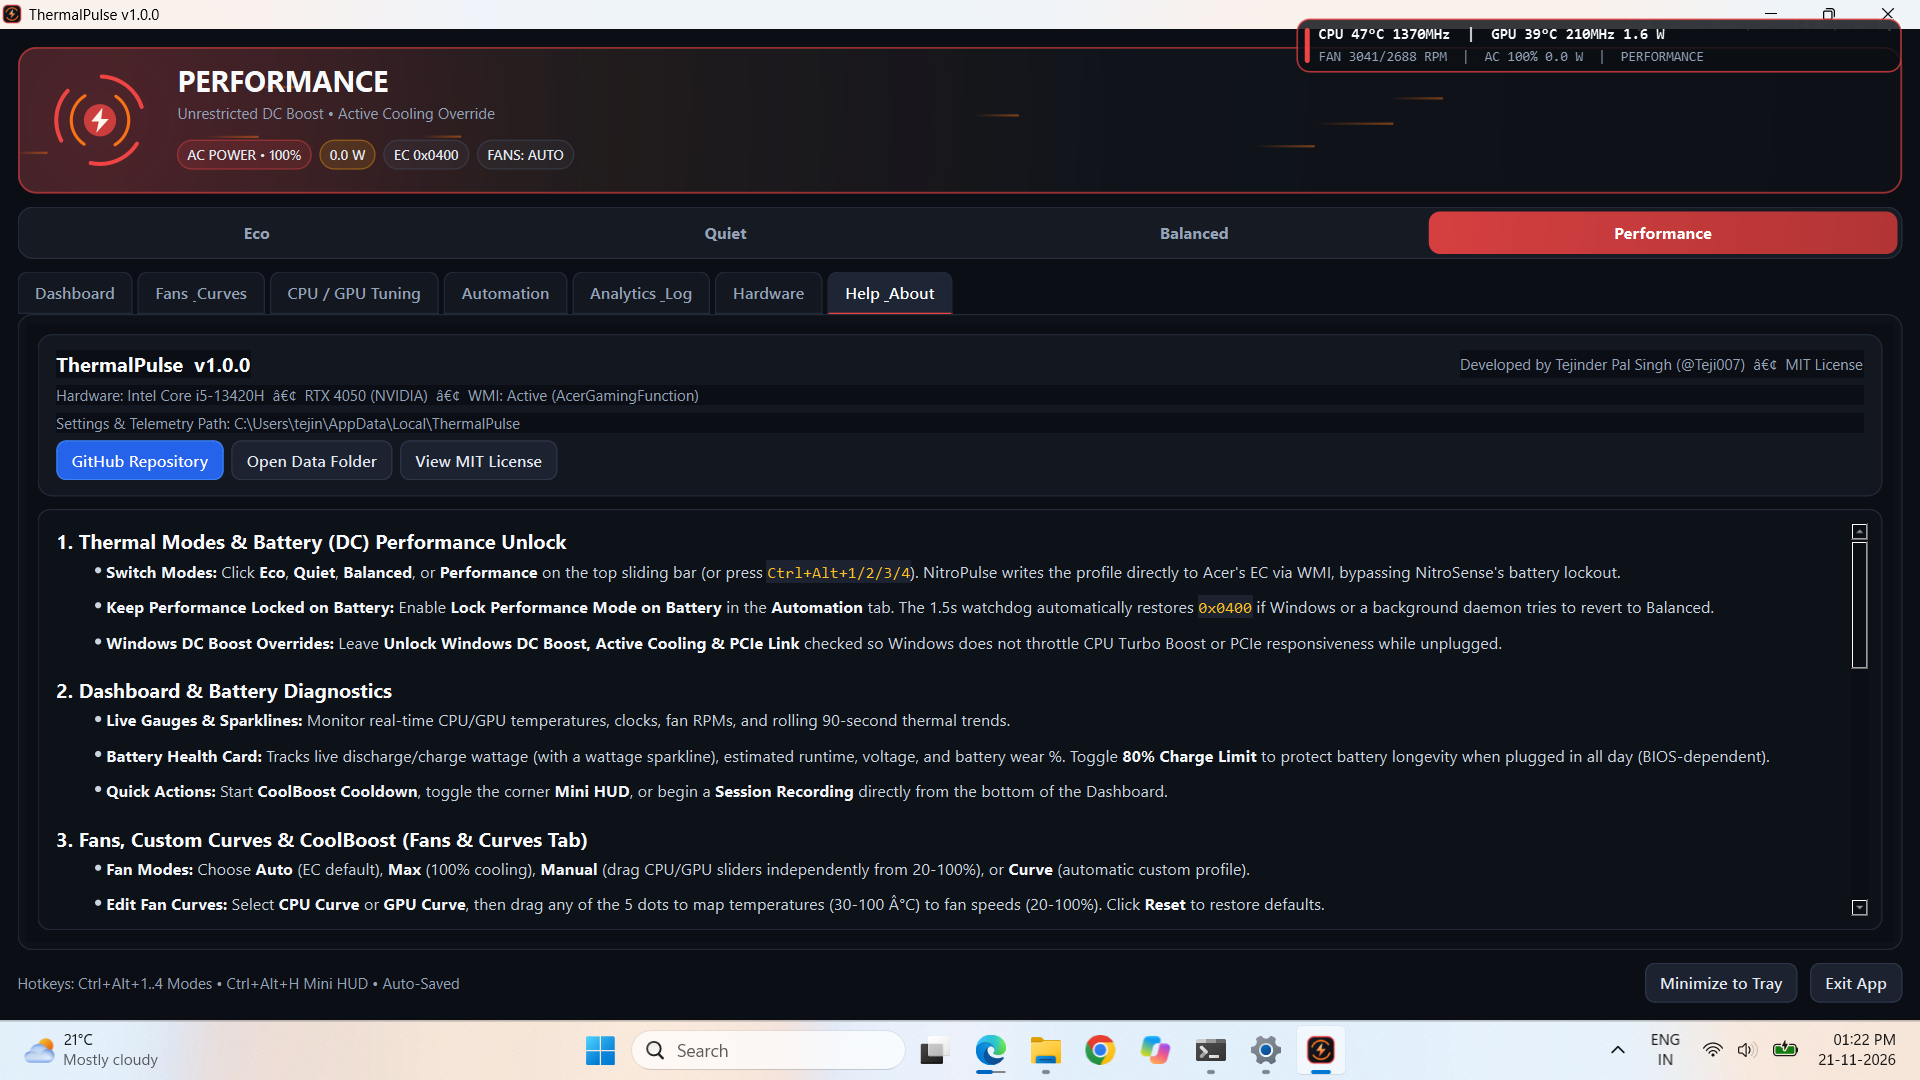 ThermalPulse v1.0.0
CPU 47°C 1370MHz | GPU 39°C 210MHz 1.6 W
FAN 3041/2688 RPM | AC 100% 0.0 W | PERFORMANCE
PERFORMANCE
Unrestricted DC Boost • Active Cooling Override
AC POWER • 100% 0.0 W EC 0x0400 FANS: AUTO
Eco Quiet Balanced Performance
Dashboard Fans _Curves CPU / GPU Tuning Automation Analytics _Log Hardware Help _About
ThermalPulse v1.0.0
Developed by Tejinder Pal Singh (@Teji007) â€¢ MIT License
Hardware: Intel Core i5-13420H â€¢ RTX 4050 (NVIDIA) â€¢ WMI: Active (AcerGamingFunction)
Settings & Telemetry Path: C:\Users\tejin\AppData\Local\ThermalPulse
GitHub Repository Open Data Folder View MIT License
1. Thermal Modes & Battery (DC) Performance Unlock
• Switch Modes: Click Eco, Quiet, Balanced, or Performance on the top sliding bar (or press Ctrl+Alt+1/2/3/4). NitroPulse writes the profile directly to Acer's EC via WMI, bypassing NitroSense's battery lockout.
• Keep Performance Locked on Battery: Enable Lock Performance Mode on Battery in the Automation tab. The 1.5s watchdog automatically restores 0x0400 if Windows or a background daemon tries to revert to Balanced.
• Windows DC Boost Overrides: Leave Unlock Windows DC Boost, Active Cooling & PCIe Link checked so Windows does not throttle CPU Turbo Boost or PCIe responsiveness while unplugged.
2. Dashboard & Battery Diagnostics
• Live Gauges & Sparklines: Monitor real-time CPU/GPU temperatures, clocks, fan RPMs, and rolling 90-second thermal trends.
• Battery Health Card: Tracks live discharge/charge wattage (with a wattage sparkline), estimated runtime, voltage, and battery wear %. Toggle 80% Charge Limit to protect battery longevity when plugged in all day (BIOS-dependent).
• Quick Actions: Start CoolBoost Cooldown, toggle the corner Mini HUD, or begin a Session Recording directly from the bottom of the Dashboard.
3. Fans, Custom Curves & CoolBoost (Fans & Curves Tab)
• Fan Modes: Choose Auto (EC default), Max (100% cooling), Manual (drag CPU/GPU sliders independently from 20-100%), or Curve (automatic custom profile).
• Edit Fan Curves: Select CPU Curve or GPU Curve, then drag any of the 5 dots to map temperatures (30-100 Â°C) to fan speeds (20-100%). Click Reset to restore defaults.
Hotkeys: Ctrl+Alt+1..4 Modes • Ctrl+Alt+H Mini HUD • Auto-Saved
Minimize to Tray Exit App
21°C
Mostly cloudy
Search
ENG
IN
01:22 PM
21-11-2026